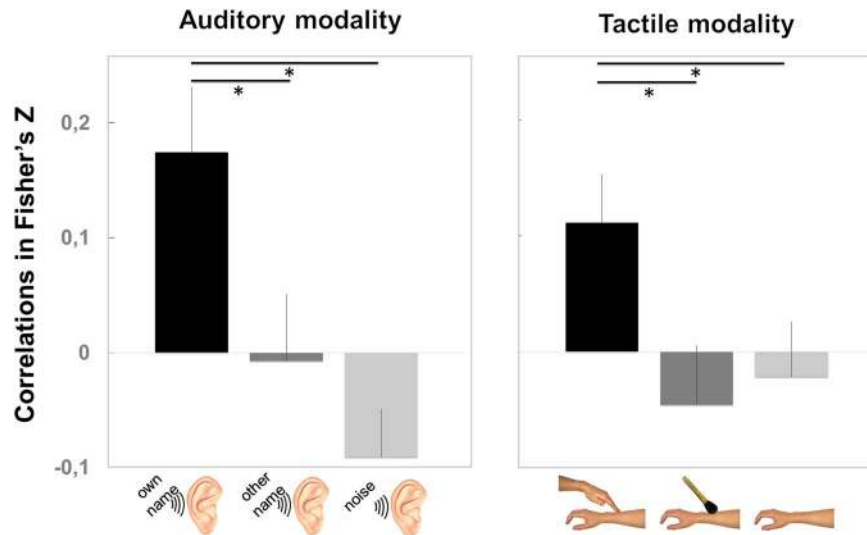 Auditory modality
Tactile modality
Correlations in Fisher's Z
0,2
0,1
0
-0,1
*
*
*
*
own
name
other
name
noise